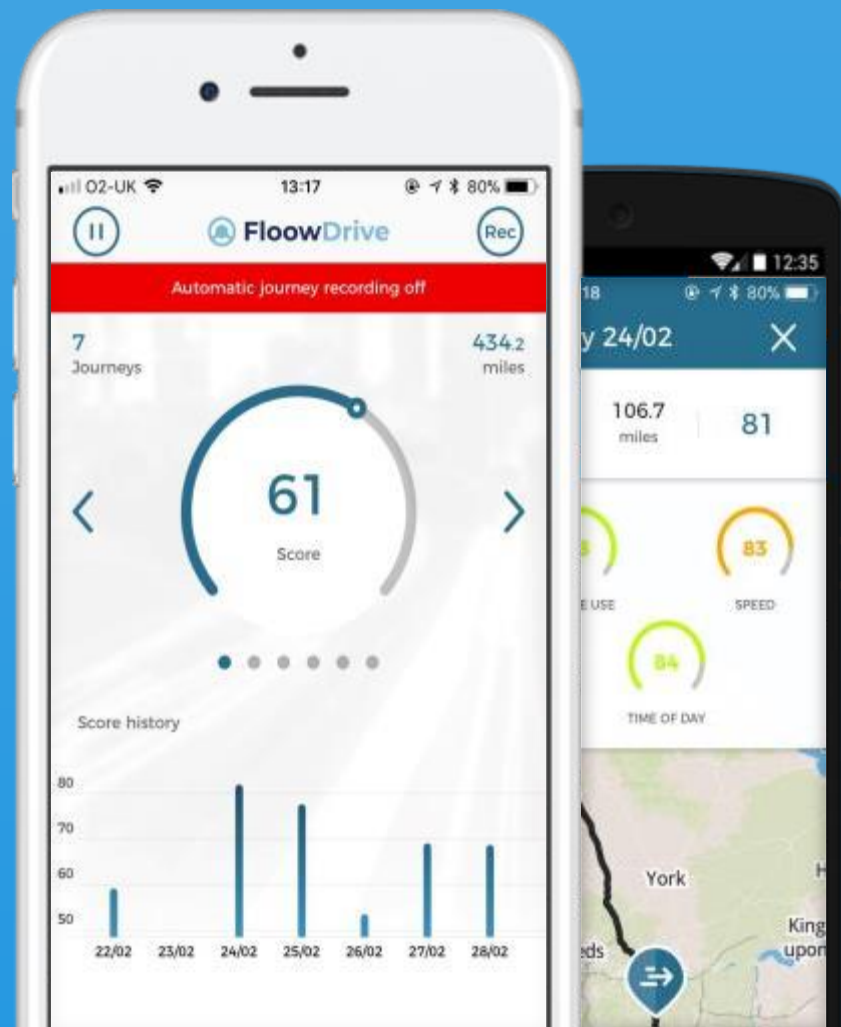 O2-UK 13:17 80%
FloowDrive
Rec
Automatic journey recording off
7
Journeys
434.2
miles
61
Score
Score history
80
70
60
50
22/02 23/02 24/02 25/02 26/02 27/02 28/02
12:35
18 80%
y 24/02
106.7
miles
81
83
E USE
SPEED
84
TIME OF DAY
York
King
upon
eds